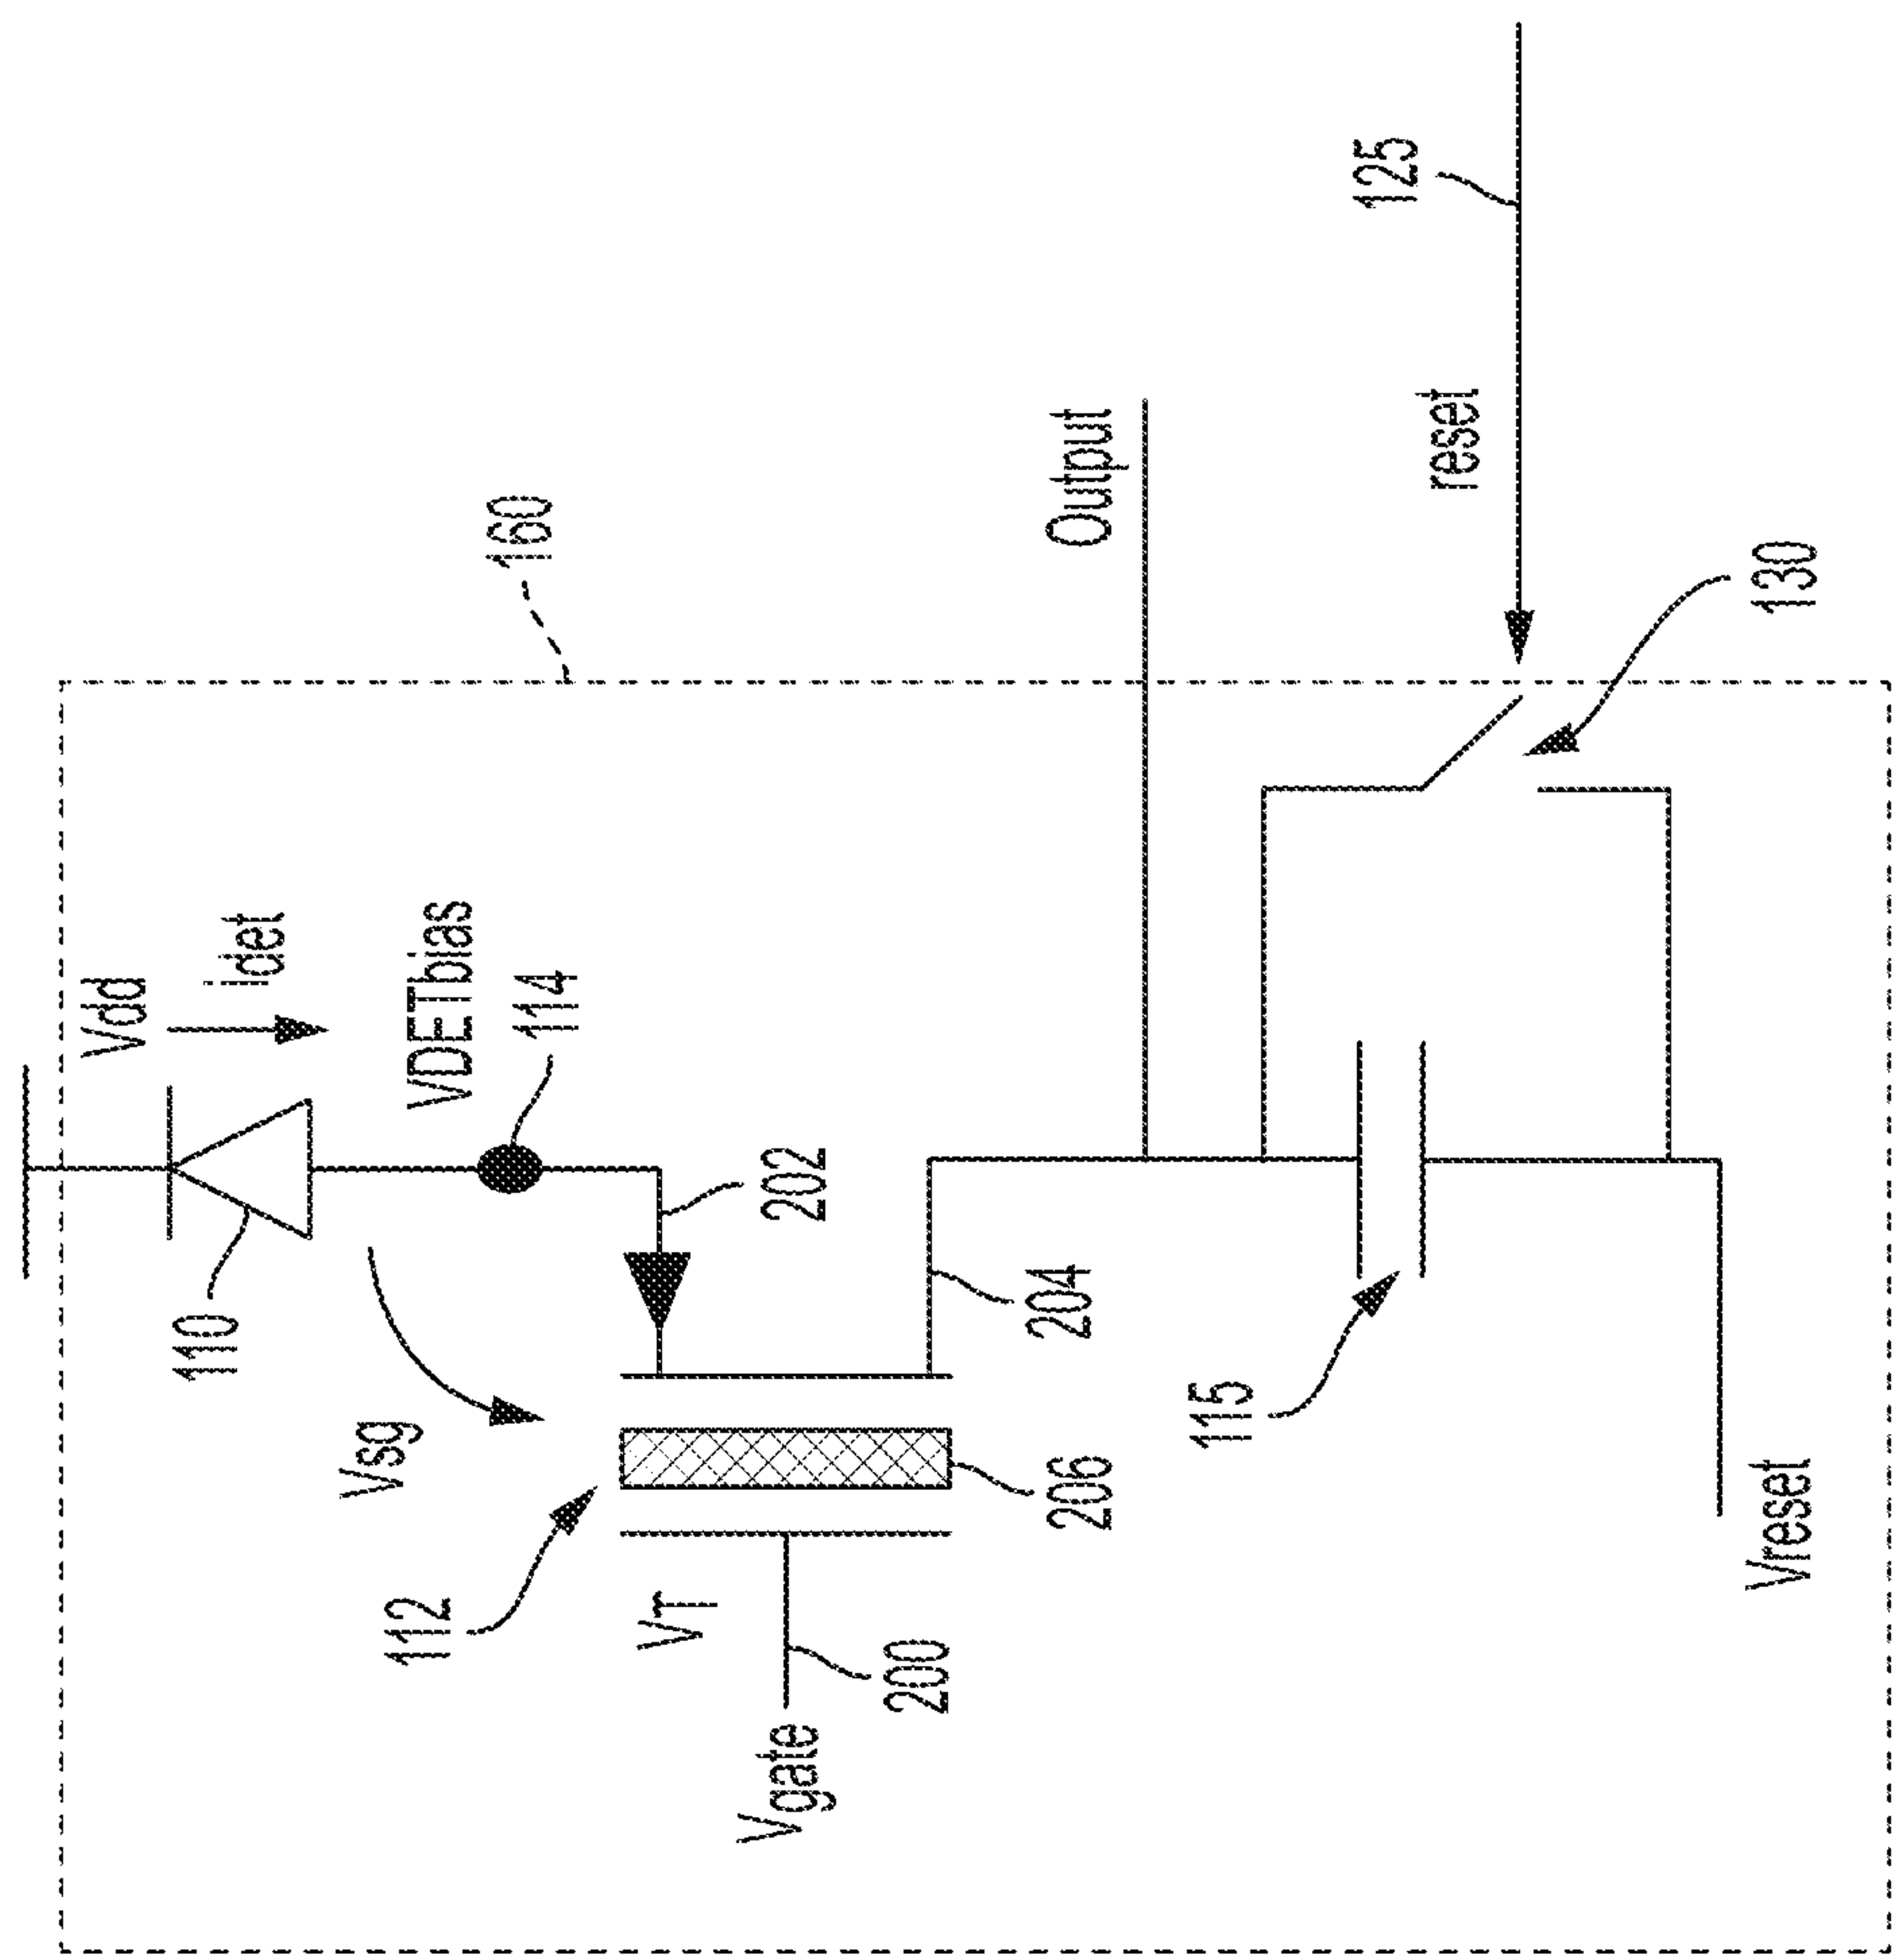 Vdd
idet
160
110
VDETbias
114
Vsg
112
202
VT
Vgate
200
204
206
Output
115
125
reset
130
Vreset